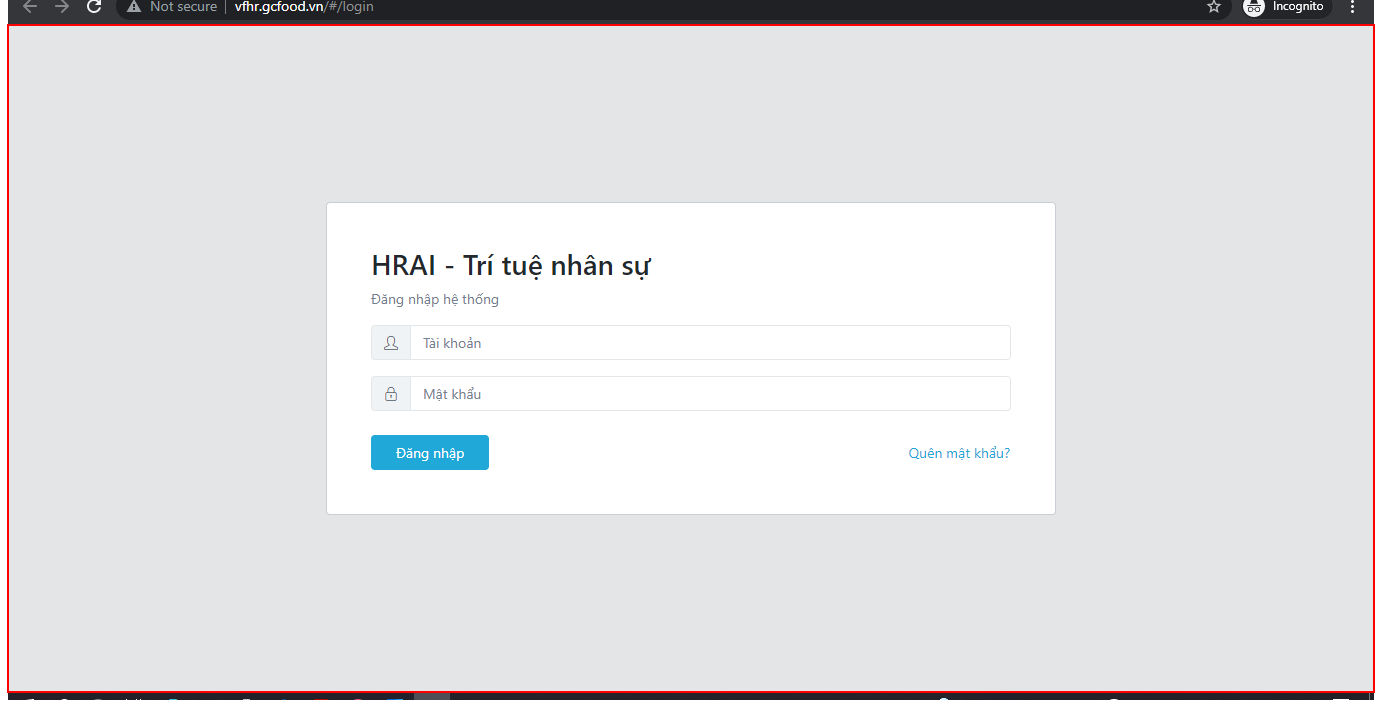 Not secure | vfhr.gcfood.vn/#/login Incognito
HRAI - Trí tuệ nhân sự
Đăng nhập hệ thống
Tài khoản
Mật khẩu
Đăng nhập Quên mật khẩu?